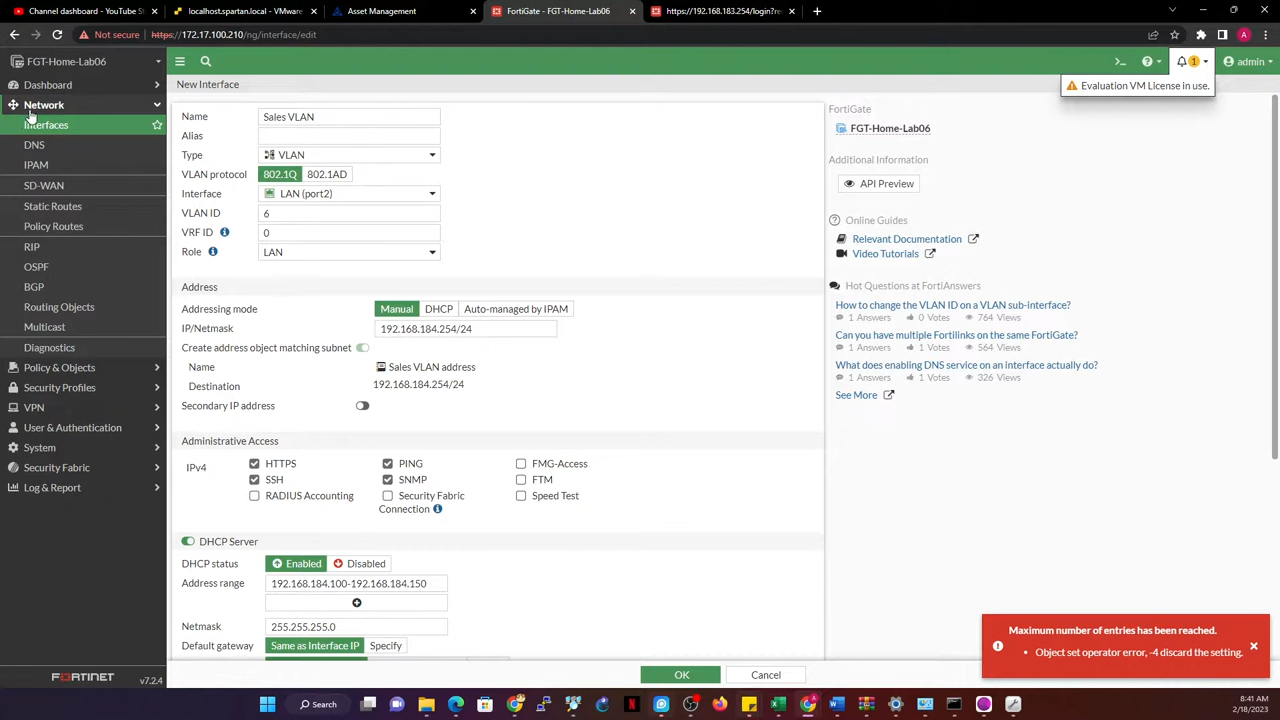 Channel dashboard - YouTube St
localhost.spartan.local - VMware
Asset Management
FortiGate - FGT-Home-Lab06
https://192.168.183.254/login?re
Not secure
https://172.17.100.210/ng/interface/edit
A
FGT-Home-Lab06
Dashboard
Network
Interfaces
DNS
IPAM
SD-WAN
Static Routes
Policy Routes
RIP
OSPF
BGP
Routing Objects
Multicast
Diagnostics
Policy & Objects
Security Profiles
VPN
User & Authentication
System
Security Fabric
Log & Report
FORTINET
v7.2.4
1
admin
Evaluation VM License in use.
New Interface
Name Sales VLAN
Alias
Type VLAN
VLAN protocol 802.1Q 802.1AD
Interface LAN (port2)
VLAN ID 6
VRF ID 0
Role LAN
Address
Addressing mode Manual DHCP Auto-managed by IPAM
IP/Netmask 192.168.184.254/24
Create address object matching subnet
Name Sales VLAN address
Destination 192.168.184.254/24
Secondary IP address
Administrative Access
IPv4 HTTPS PING FMG-Access
SSH SNMP FTM
RADIUS Accounting Security Fabric Speed Test
Connection
DHCP Server
DHCP status Enabled Disabled
Address range 192.168.184.100-192.168.184.150
Netmask 255.255.255.0
Default gateway Same as Interface IP Specify
OK Cancel
FortiGate
FGT-Home-Lab06
Additional Information
API Preview
Online Guides
Relevant Documentation
Video Tutorials
Hot Questions at FortiAnswers
How to change the VLAN ID on a VLAN sub-interface?
1 Answers 0 Votes 764 Views
Can you have multiple Fortilinks on the same FortiGate?
1 Answers 1 Votes 564 Views
What does enabling DNS service on an interface actually do?
1 Answers 1 Votes 326 Views
See More
Maximum number of entries has been reached.
Object set operator error, -4 discard the setting.
Search
8:41 AM
2/18/2023